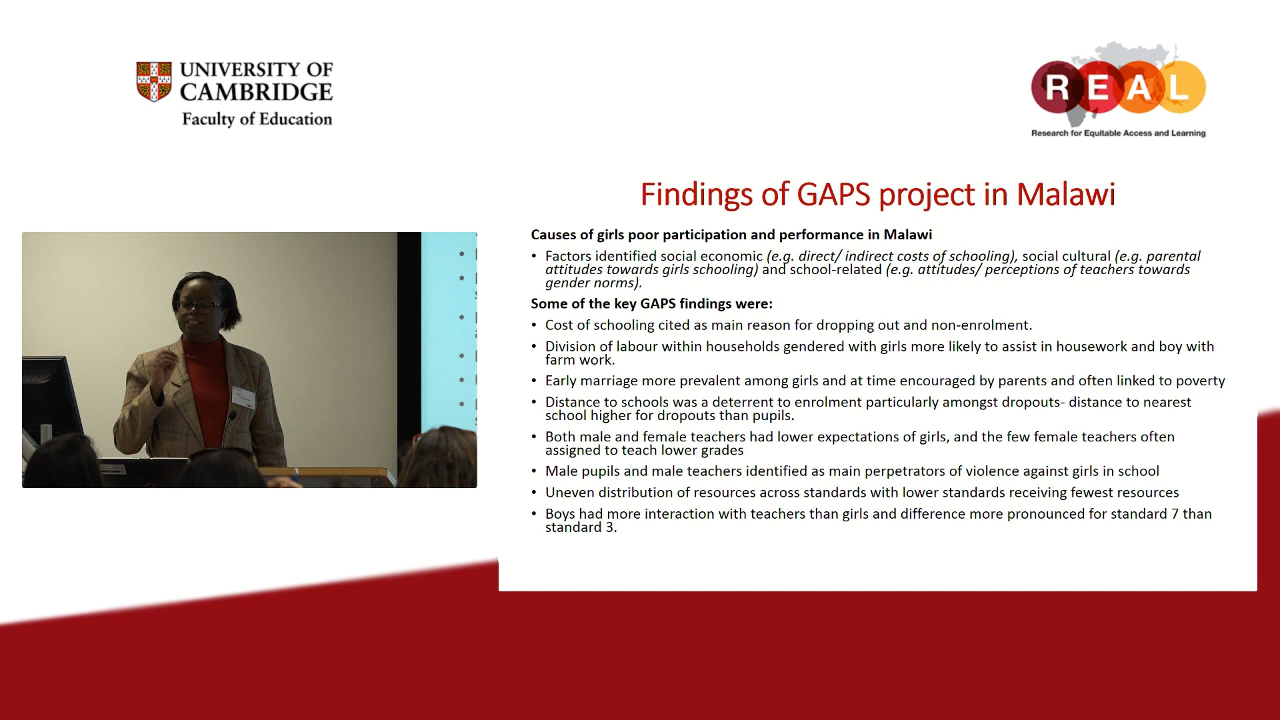 UNIVERSITY OF
CAMBRIDGE
Faculty of Education
REAL
Research for Equitable Access and Learning
Findings of GAPS project in Malawi
Causes of girls poor participation and performance in Malawi
• Factors identified social economic (e.g. direct/ indirect costs of schooling), social cultural (e.g. parental
attitudes towards girls schooling) and school-related (e.g. attitudes/ perceptions of teachers towards
gender norms).
Some of the key GAPS findings were:
• Cost of schooling cited as main reason for dropping out and non-enrolment.
• Division of labour within households gendered with girls more likely to assist in housework and boy with
farm work.
• Early marriage more prevalent among girls and at time encouraged by parents and often linked to poverty
• Distance to schools was a deterrent to enrolment particularly amongst dropouts- distance to nearest
school higher for dropouts than pupils.
• Both male and female teachers had lower expectations of girls, and the few female teachers often
assigned to teach lower grades
• Male pupils and male teachers identified as main perpetrators of violence against girls in school
• Uneven distribution of resources across standards with lower standards receiving fewest resources
• Boys had more interaction with teachers than girls and difference more pronounced for standard 7 than
standard 3.